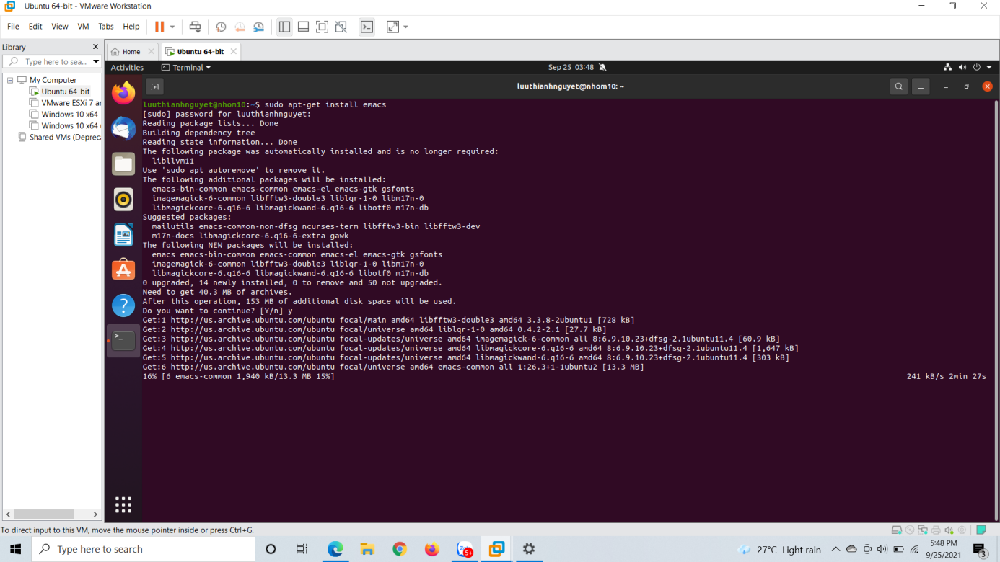 Ubuntu 64-bit - VMware Workstation
File Edit View VM Tabs Help
Library
Type here to sea...
My Computer
Ubuntu 64-bit
VMware ESXi 7 a
Windows 10 x64
Windows 10 x64
Shared VMs (Deprec
Home
Ubuntu 64-bit
Activities
Terminal
Sep 25 03:48
luuthianhnguyet@nhom10: ~
luuthianhnguyet@nhom10:~$ sudo apt-get install emacs
[sudo] password for luuthianhnguyet:
Reading package lists... Done
Building dependency tree
Reading state information... Done
The following package was automatically installed and is no longer required:
libllvm11
Use 'sudo apt autoremove' to remove it.
The following additional packages will be installed:
emacs-bin-common emacs-common emacs-el emacs-gtk gsfonts
imagemagick-6-common libfftw3-double3 liblqr-1-0 libm17n-0
libmagickcore-6.q16-6 libmagickwand-6.q16-6 libotf0 m17n-db
Suggested packages:
mailutils emacs-common-non-dfsg ncurses-term libfftw3-bin libfftw3-dev
m17n-docs libmagickcore-6.q16-6-extra gawk
The following NEW packages will be installed:
emacs emacs-bin-common emacs-common emacs-el emacs-gtk gsfonts
imagemagick-6-common libfftw3-double3 liblqr-1-0 libm17n-0
libmagickcore-6.q16-6 libmagickwand-6.q16-6 libotf0 m17n-db
0 upgraded, 14 newly installed, 0 to remove and 50 not upgraded.
Need to get 40.3 MB of archives.
After this operation, 153 MB of additional disk space will be used.
Do you want to continue? [Y/n] y
Get:1 http://us.archive.ubuntu.com/ubuntu focal/main amd64 libfftw3-double3 amd64 3.3.8-2ubuntu1 [728 kB]
Get:2 http://us.archive.ubuntu.com/ubuntu focal/universe amd64 liblqr-1-0 amd64 0.4.2-2.1 [27.7 kB]
Get:3 http://us.archive.ubuntu.com/ubuntu focal-updates/universe amd64 imagemagick-6-common all 8:6.9.10.23+dfsg-2.1ubuntu11.4 [60.9 kB]
Get:4 http://us.archive.ubuntu.com/ubuntu focal-updates/universe amd64 libmagickcore-6.q16-6 amd64 8:6.9.10.23+dfsg-2.1ubuntu11.4 [1,647 kB]
Get:5 http://us.archive.ubuntu.com/ubuntu focal-updates/universe amd64 libmagickwand-6.q16-6 amd64 8:6.9.10.23+dfsg-2.1ubuntu11.4 [303 kB]
Get:6 http://us.archive.ubuntu.com/ubuntu focal/universe amd64 emacs-common all 1:26.3+1-1ubuntu2 [13.3 MB]
16% [6 emacs-common 1,940 kB/13.3 MB 15%] 241 kB/s 2min 27s
To direct input to this VM, move the mouse pointer inside or press Ctrl+G.
Type here to search
5+
27°C Light rain
5:48 PM
9/25/2021
3